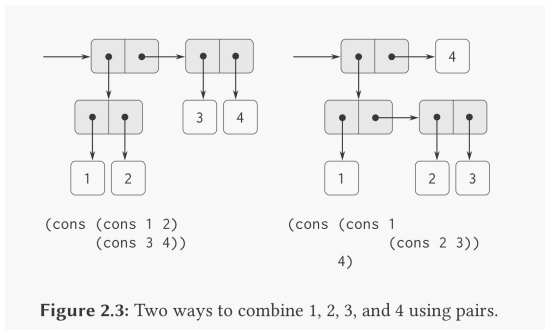 4
3 4
1 2
1 2 3
(cons (cons 1 2)
      (cons 3 4))
(cons (cons 1
            (cons 2 3))
      4)
Figure 2.3: Two ways to combine 1, 2, 3, and 4 using pairs.